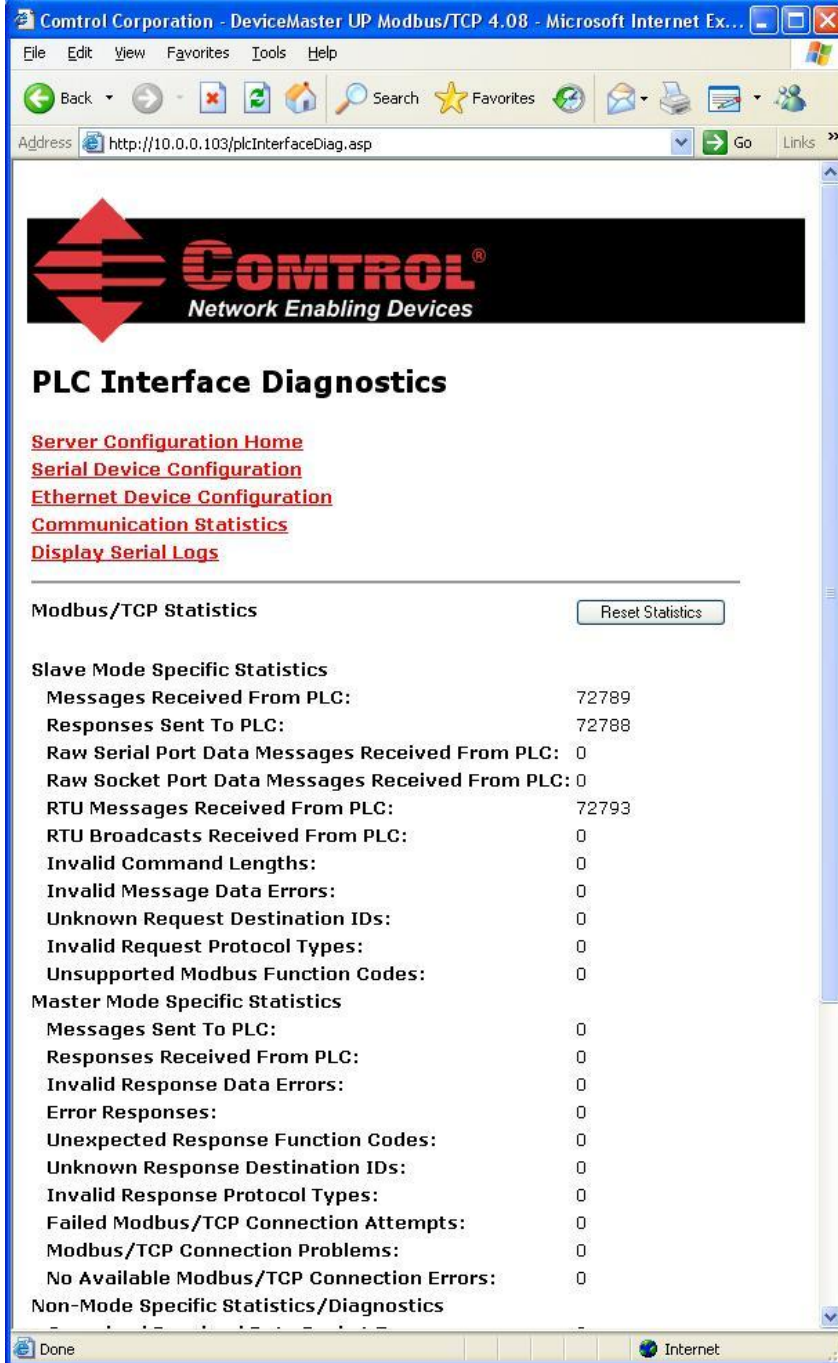 Comtrol Corporation - DeviceMaster UP Modbus/TCP 4.08 - Microsoft Internet Ex...
File Edit View Favorites Tools Help
Back Search Favorites
Address http://10.0.0.103/plcInterfaceDiag.asp Go Links »
COMTROL®
Network Enabling Devices
PLC Interface Diagnostics
Server Configuration Home
Serial Device Configuration
Ethernet Device Configuration
Communication Statistics
Display Serial Logs
Modbus/TCP Statistics Reset Statistics
Slave Mode Specific Statistics
Messages Received From PLC: 72789
Responses Sent To PLC: 72788
Raw Serial Port Data Messages Received From PLC: 0
Raw Socket Port Data Messages Received From PLC: 0
RTU Messages Received From PLC: 72793
RTU Broadcasts Received From PLC: 0
Invalid Command Lengths: 0
Invalid Message Data Errors: 0
Unknown Request Destination IDs: 0
Invalid Request Protocol Types: 0
Unsupported Modbus Function Codes: 0
Master Mode Specific Statistics
Messages Sent To PLC: 0
Responses Received From PLC: 0
Invalid Response Data Errors: 0
Error Responses: 0
Unexpected Response Function Codes: 0
Unknown Response Destination IDs: 0
Invalid Response Protocol Types: 0
Failed Modbus/TCP Connection Attempts: 0
Modbus/TCP Connection Problems: 0
No Available Modbus/TCP Connection Errors: 0
Non-Mode Specific Statistics/Diagnostics
Done Internet